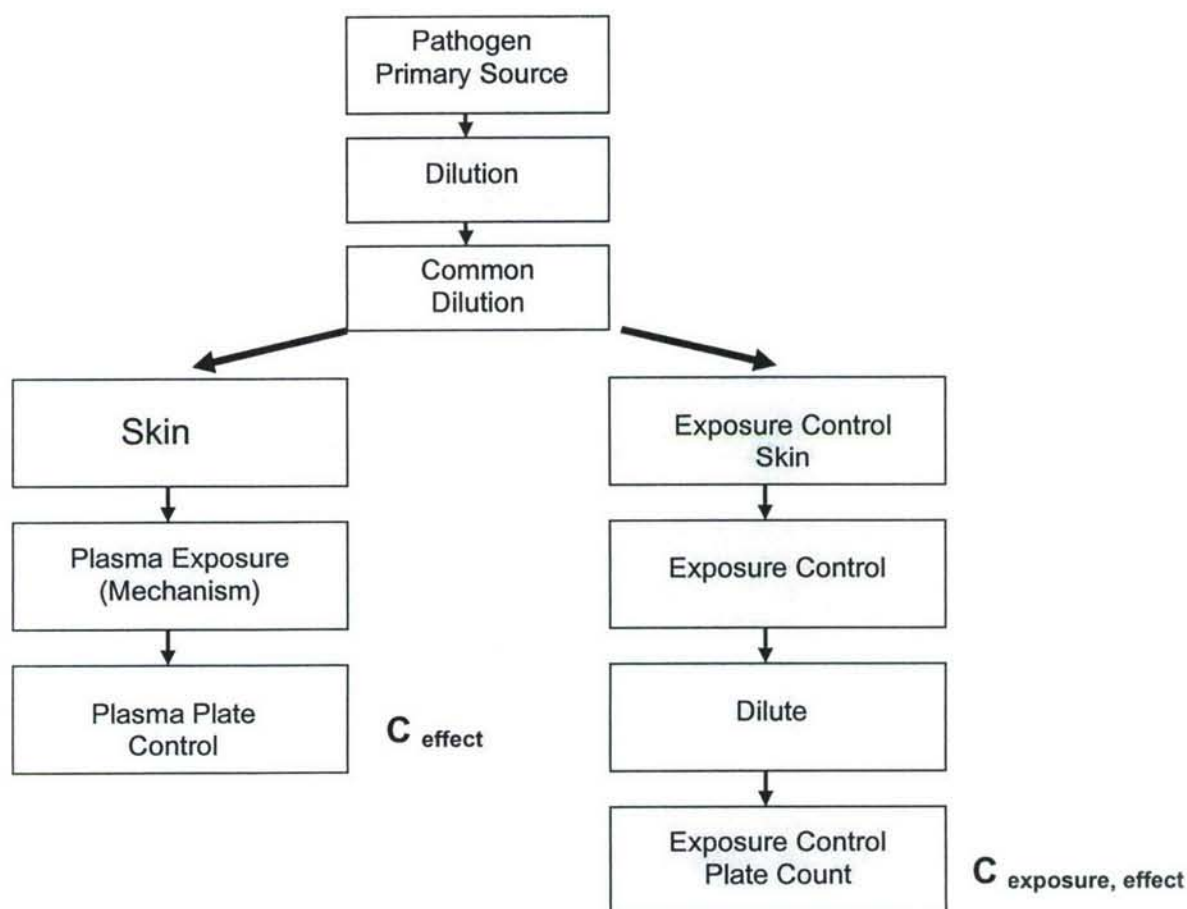 Pathogen
Primary Source
Dilution
Common
Dilution
Skin
Plasma Exposure
(Mechanism)
Plasma Plate
Control
C effect
Exposure Control
Skin
Exposure Control
Dilute
Exposure Control
Plate Count
C exposure, effect